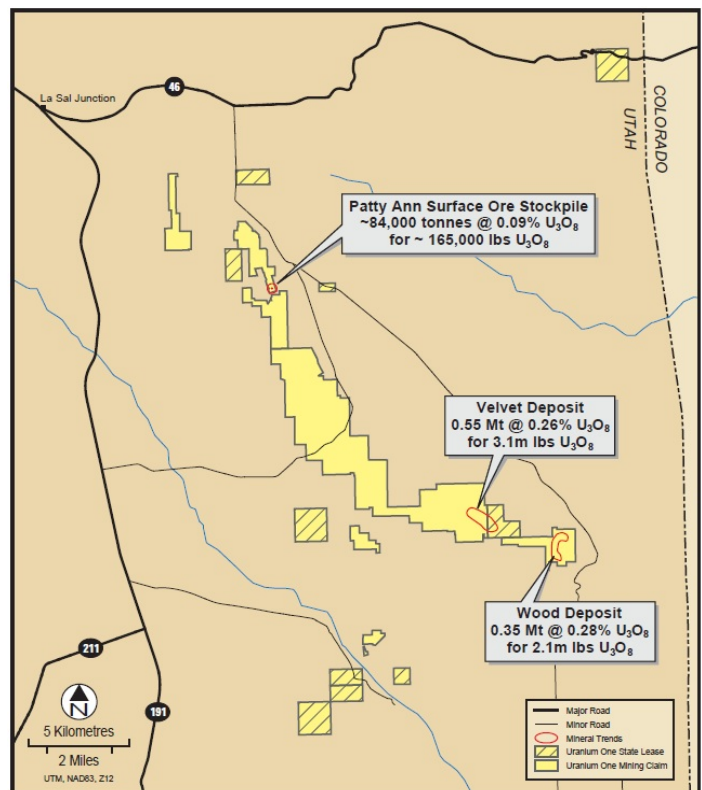 46
La Sal Junction
COLORADO
UTAH
Patty Ann Surface Ore Stockpile
~84,000 tonnes @ 0.09% U₃O₈
for ~ 165,000 lbs U₃O₈
Velvet Deposit
0.55 Mt @ 0.26% U₃O₈
for 3.1m lbs U₃O₈
Wood Deposit
0.35 Mt @ 0.28% U₃O₈
for 2.1m lbs U₃O₈
211
191
N
5 Kilometres
2 Miles
UTM, NAD83, Z12
Major Road
Minor Road
Mineral Trends
Uranium One State Lease
Uranium One Mining Claim